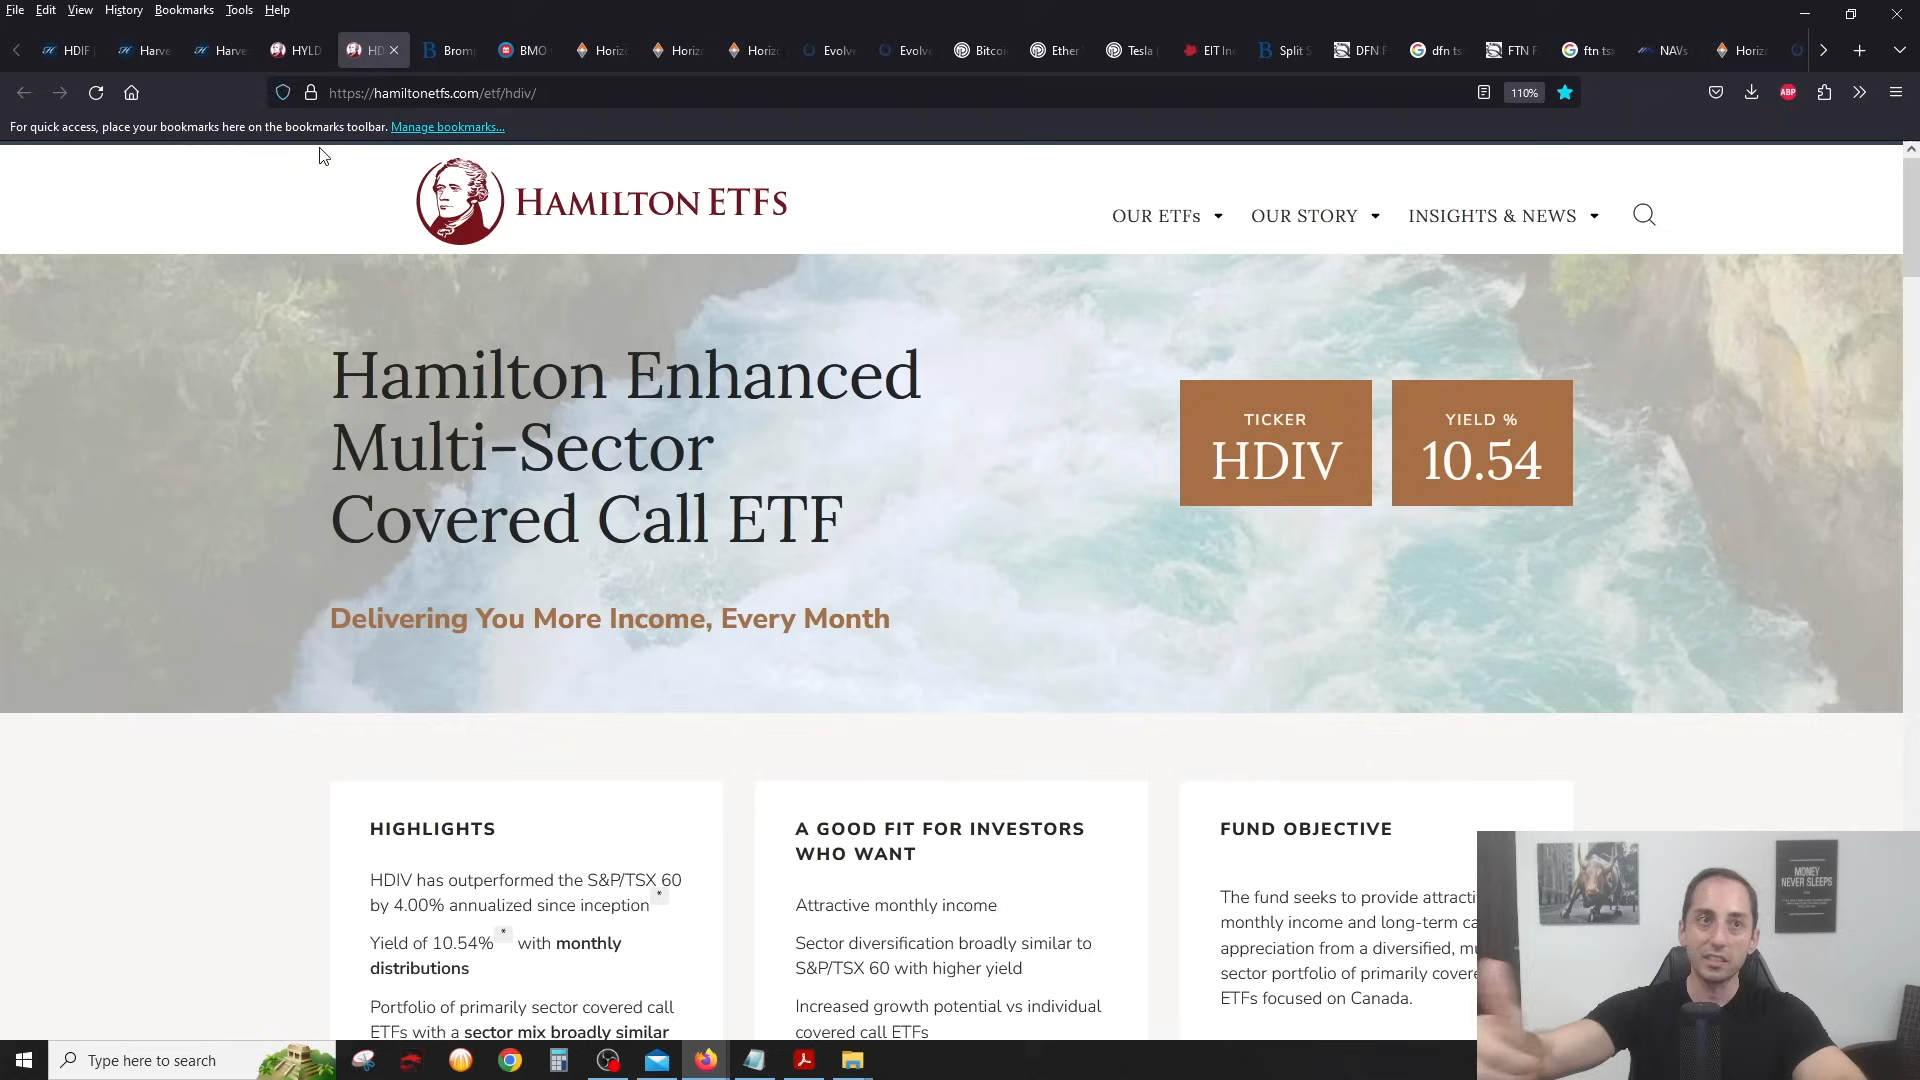 File Edit View History Bookmarks Tools Help
HDIF Harve Harve HYLD HD Brom BMO Horiz Horiz Horiz Evolve Evolve Bitco Ether Tesla ( EIT In Split S DFN F dfn ts FTN F ftn tsx NAVs Horiz
https://hamiltonetfs.com/etf/hdiv/ 110% ABP
For quick access, place your bookmarks here on the bookmarks toolbar. Manage bookmarks...
HAMILTON ETFs
OUR ETFs OUR STORY INSIGHTS & NEWS
Hamilton Enhanced
Multi-Sector
Covered Call ETF
TICKER
HDIV
YIELD %
10.54
Delivering You More Income, Every Month
HIGHLIGHTS
HDIV has outperformed the S&P/TSX 60
by 4.00% annualized since inception*
Yield of 10.54%* with monthly
distributions
Portfolio of primarily sector covered call
ETFs with a sector mix broadly similar
A GOOD FIT FOR INVESTORS
WHO WANT
Attractive monthly income
Sector diversification broadly similar to
S&P/TSX 60 with higher yield
Increased growth potential vs individual
covered call ETFs
FUND OBJECTIVE
The fund seeks to provide attracti
monthly income and long-term ca
appreciation from a diversified, mu
sector portfolio of primarily covere
ETFs focused on Canada.
MONEY
NEVER SLEEPS
Type here to search